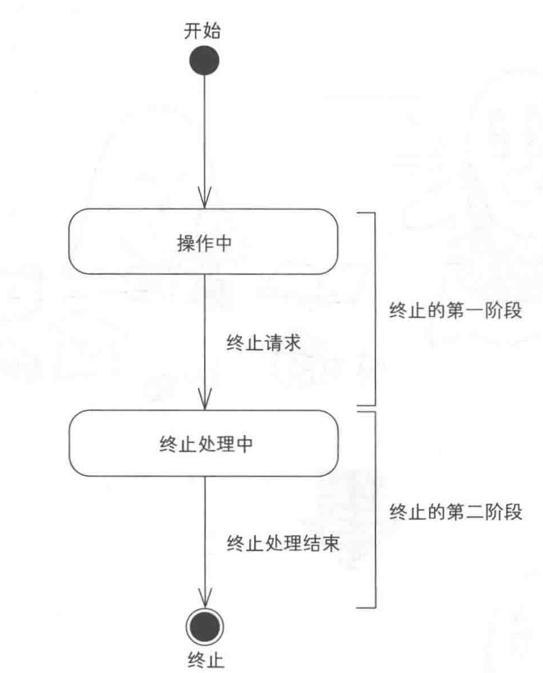 开始
操作中
终止的第一阶段
终止请求
终止处理中
终止的第二阶段
终止处理结束
终止